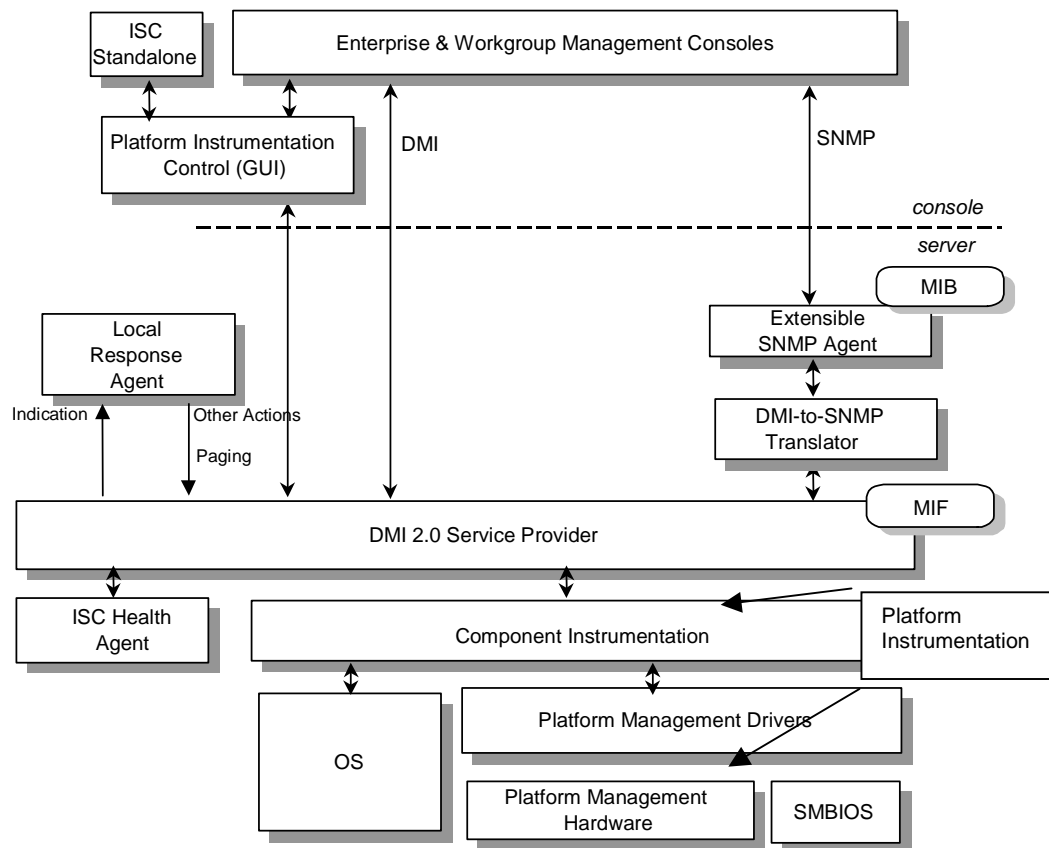 ISC
Standalone
Enterprise & Workgroup Management Consoles
Platform Instrumentation
Control (GUI)
DMI
SNMP
console
server
MIB
Extensible
SNMP Agent
Local
Response
Agent
Indication
Other Actions
Paging
DMI-to-SNMP
Translator
MIF
DMI 2.0 Service Provider
ISC Health
Agent
Component Instrumentation
Platform
Instrumentation
OS
Platform Management Drivers
Platform Management
Hardware
SMBIOS